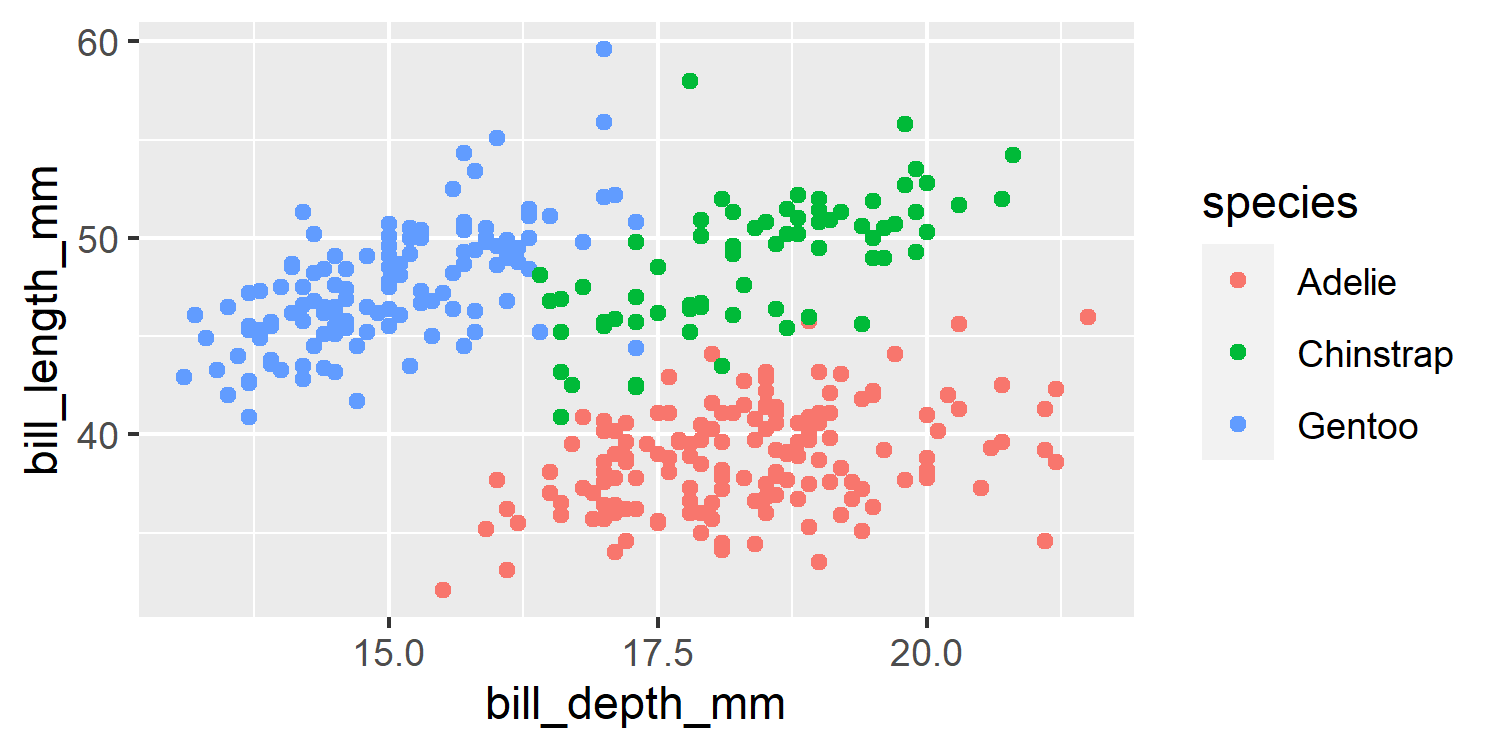 60
50
40
bill_length_mm
15.0 17.5 20.0
bill_depth_mm
species
Adelie
Chinstrap
Gentoo